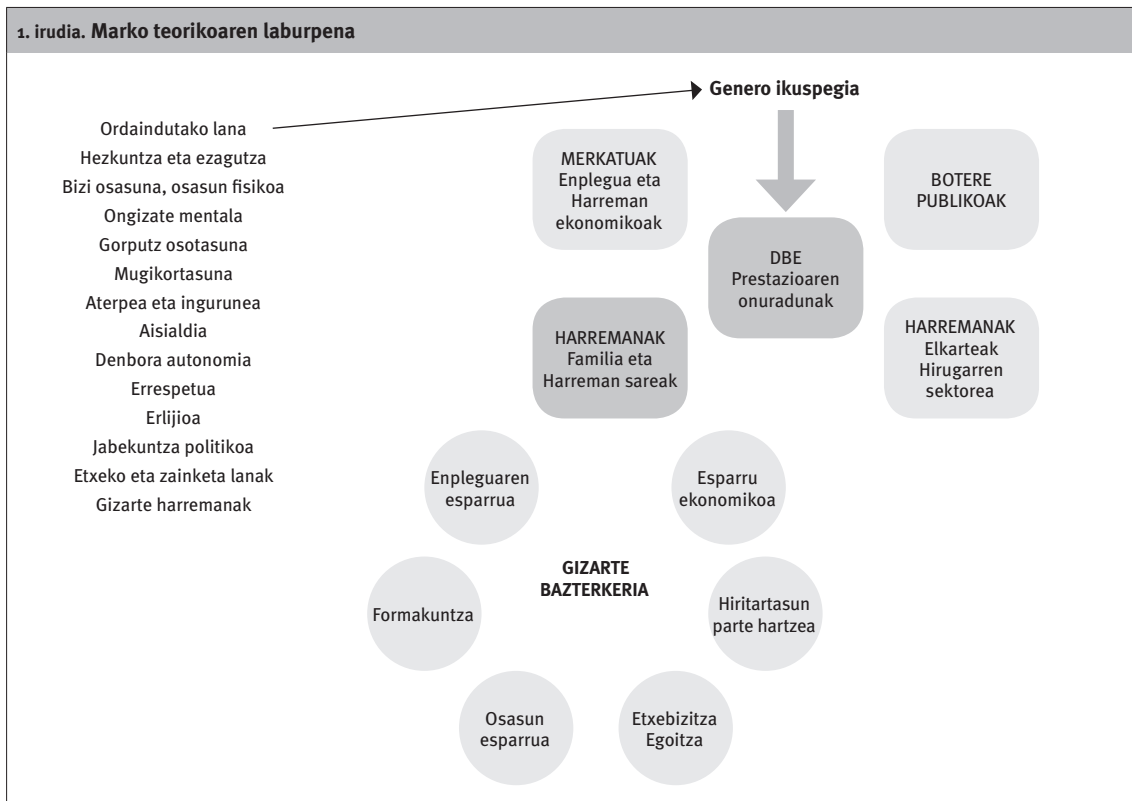 1. irudia. Marko teorikoaren laburpena
Genero ikuspegia
Ordaindutako lana
Hezkuntza eta ezagutza
Bizi osasuna, osasun fisikoa
Ongizate mentala
Gorputz osotasuna
Mugikortasuna
Aterpea eta ingurunea
Aisialdia
Denbora autonomia
Errespetua
Erlijioa
Jabekuntza politikoa
Etxeko eta zainketa lanak
Gizarte harremanak
MERKATUAK
Enplegua eta
Harreman
ekonomikoak
BOTERE
PUBLIKOAK
DBE
Prestazioaren
onuradunak
HARREMANAK
Familia eta
Harreman sareak
HARREMANAK
Elkarteak
Hirugarren
sektorea
Enpleguaren
esparrua
Esparru
ekonomikoa
GIZARTE
BAZTERKERIA
Formakuntza
Hiritartasun
parte hartzea
Osasun
esparrua
Etxebizitza
Egoitza